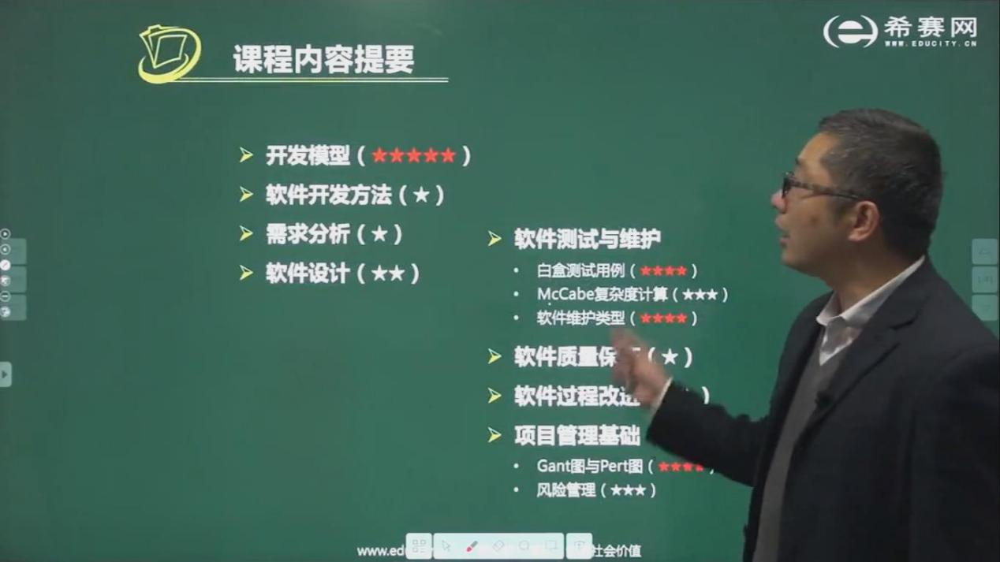 课程内容提要
希赛网
WWW.EDUCITY.CN
开发模型（★★★★★）
软件开发方法（★）
需求分析（★）
软件设计（★★）
软件测试与维护
白盒测试用例（★★★★）
McCabe复杂度计算（★★★）
软件维护类型（★★★★）
软件质量保（★）
软件过程改进）
项目管理基础
Gant图与Pert图（★★★★）
风险管理（★★★）
www.edu 社会价值